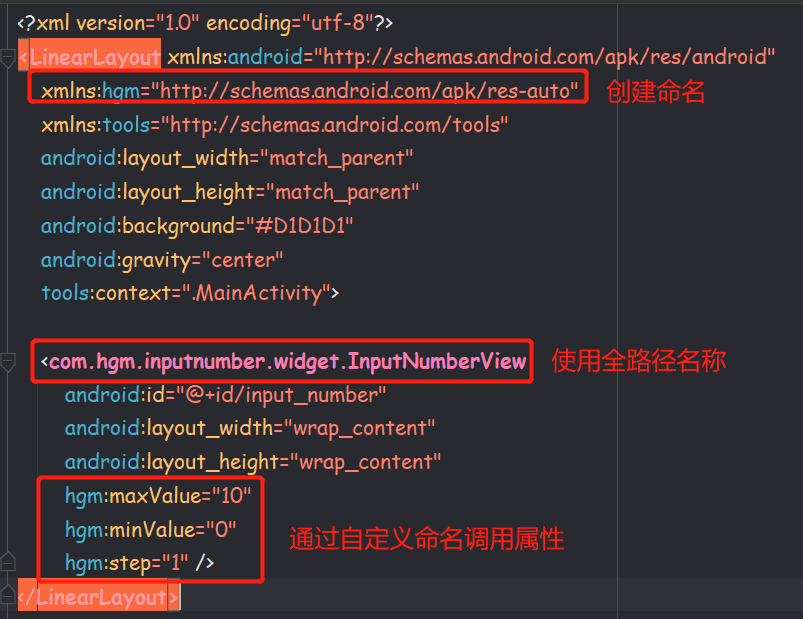 <?xml version="1.0" encoding="utf-8"?>
<LinearLayout xmlns:android="http://schemas.android.com/apk/res/android"
xmlns:hgm="http://schemas.android.com/apk/res-auto" 创建命名
xmlns:tools="http://schemas.android.com/tools"
android:layout_width="match_parent"
android:layout_height="match_parent"
android:background="#D1D1D1"
android:gravity="center"
tools:context=".MainActivity">
<com.hgm.inputnumber.widget.InputNumberView 使用全路径名称
android:id="@+id/input_number"
android:layout_width="wrap_content"
android:layout_height="wrap_content"
hgm:maxValue="10"
hgm:minValue="0" 通过自定义命名调用属性
hgm:step="1" />
</LinearLayout>